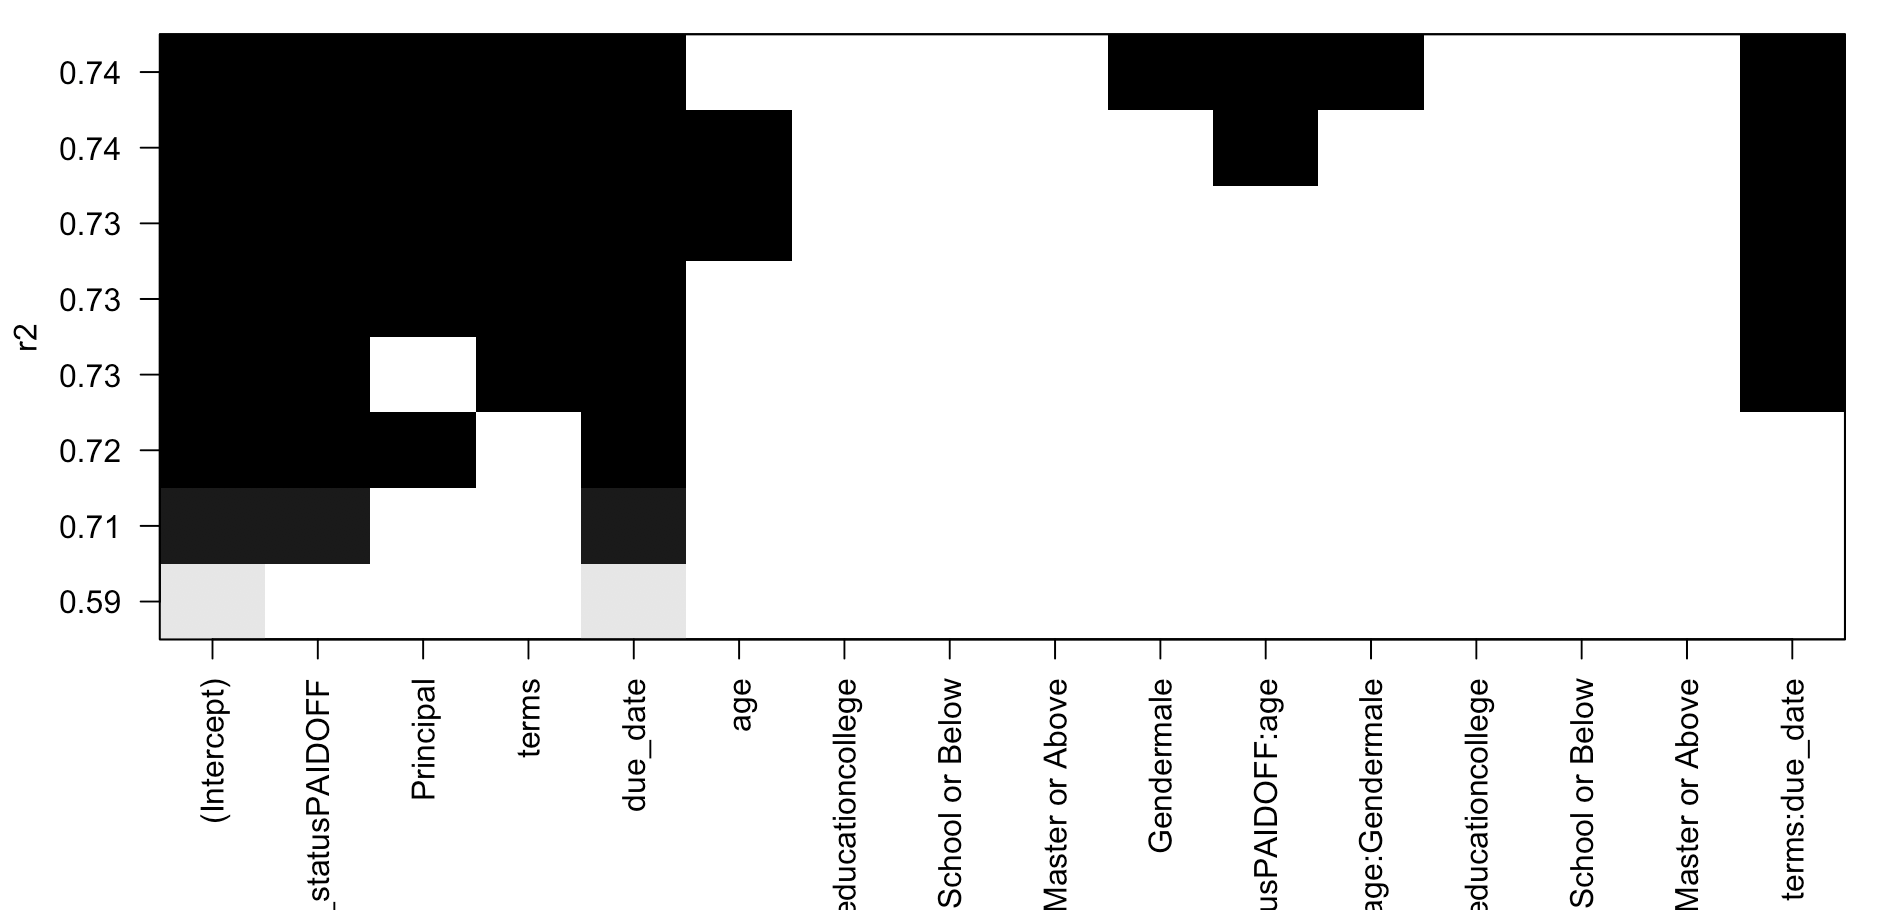 0.74
0.74
0.73
0.73
0.73
0.72
0.71
0.59
r2
(Intercept)
_statusPAIDOFF
Principal
terms
due_date
age
educationcollege
School or Below
Master or Above
Gendermale
usPAIDOFF:age
age:Gendermale
educationcollege
School or Below
Master or Above
terms:due_date